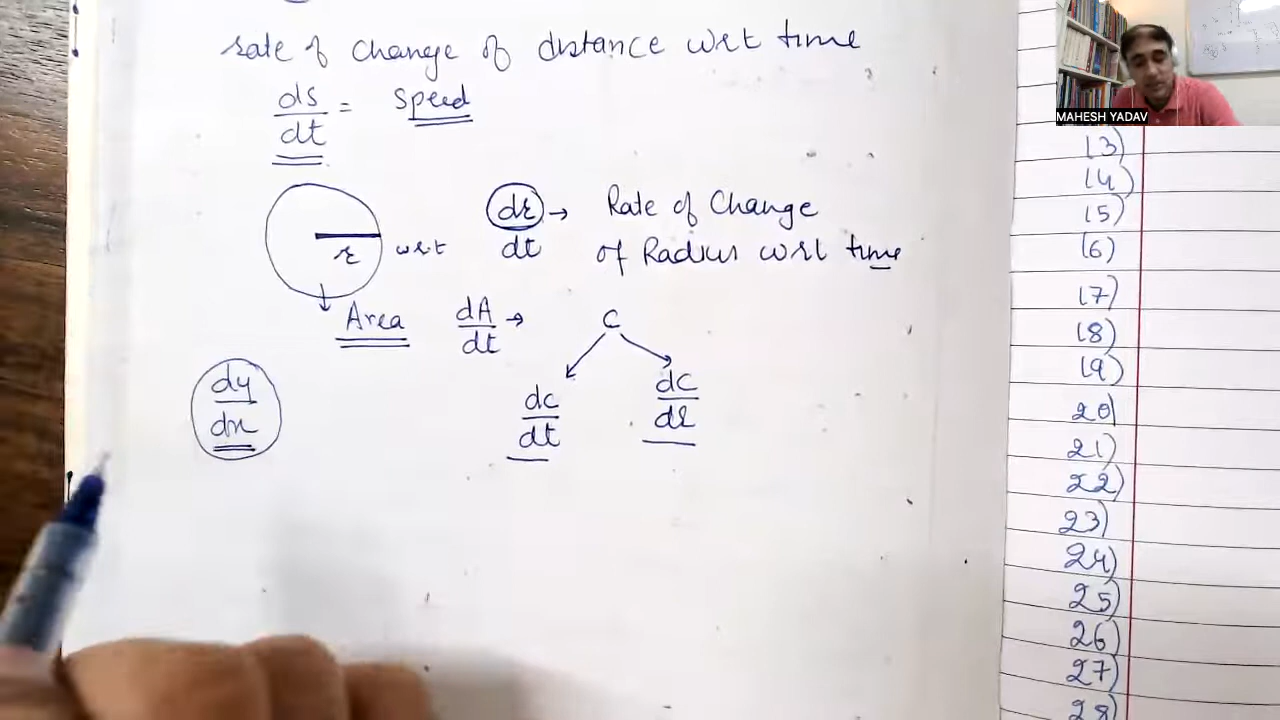 rate of change of distance wrt time
ds/dt = speed
r wrt dr/dt → Rate of Change
of Radius wrt time
Area dA/dt → C
dy/dx dc/dt dc/dr
MAHESH YADAV
13)
14)
15)
16)
17)
18)
19)
20)
21)
22)
23)
24)
25)
26)
27)
28)